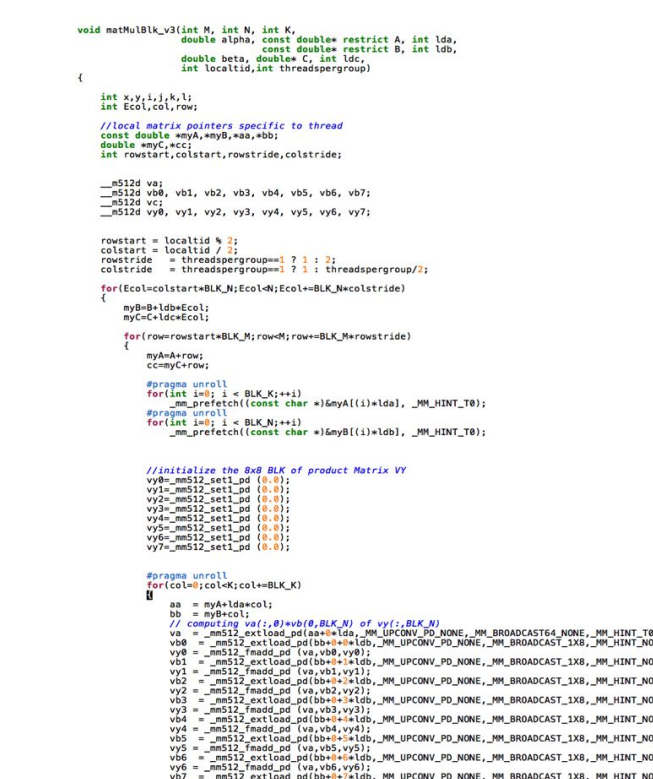 void matMulBlk_v3(int M, int N, int K,
double alpha, const double* restrict A, int lda,
const double* restrict B, int ldb,
double beta, double* C, int ldc,
int localtid,int threadspergroup)
{
int x,y,i,j,k,l;
int Ecol,col,row;
//local matrix pointers specific to thread
const double *myA,*myB,*aa,*bb;
double *myC,*cc;
int rowstart,colstart,rowstride,colstride;
__m512d va;
__m512d vb0, vb1, vb2, vb3, vb4, vb5, vb6, vb7;
__m512d vc;
__m512d vy0, vy1, vy2, vy3, vy4, vy5, vy6, vy7;
rowstart = localtid % 2;
colstart = localtid / 2;
rowstride = threadspergroup==1 ? 1 : 2;
colstride = threadspergroup==1 ? 1 : threadspergroup/2;
for(Ecol=colstart*BLK_N;Ecol<N;Ecol+=BLK_N*colstride)
{
myB=B+ldb*Ecol;
myC=C+ldc*Ecol;
for(row=rowstart*BLK_M;row<M;row+=BLK_M*rowstride)
{
myA=A+row;
cc=myC+row;
#pragma unroll
for(int i=0; i < BLK_K;++i)
_mm_prefetch((const char *)&myA[(i)*lda], _MM_HINT_T0);
#pragma unroll
for(int i=0; i < BLK_N;++i)
_mm_prefetch((const char *)&myB[(i)*ldb], _MM_HINT_T0);
//initialize the 8x8 BLK of product Matrix VY
vy0=_mm512_set1_pd (0.0);
vy1=_mm512_set1_pd (0.0);
vy2=_mm512_set1_pd (0.0);
vy3=_mm512_set1_pd (0.0);
vy4=_mm512_set1_pd (0.0);
vy5=_mm512_set1_pd (0.0);
vy6=_mm512_set1_pd (0.0);
vy7=_mm512_set1_pd (0.0);
#pragma unroll
for(col=0;col<K;col+=BLK_K)
{
aa = myA+lda*col;
bb = myB+col;
// computing va(:,0)*vb(0,BLK_N) of vy(:,BLK_N)
va = _mm512_extload_pd(aa+0*lda,_MM_UPCONV_PD_NONE,_MM_BROADCAST64_NONE,_MM_HINT_T0
vb0 = _mm512_extload_pd(bb+0+0*ldb,_MM_UPCONV_PD_NONE,_MM_BROADCAST_1X8,_MM_HINT_NO
vy0 = _mm512_fmadd_pd (va,vb0,vy0);
vb1 = _mm512_extload_pd(bb+0+1*ldb,_MM_UPCONV_PD_NONE,_MM_BROADCAST_1X8,_MM_HINT_NO
vy1 = _mm512_fmadd_pd (va,vb1,vy1);
vb2 = _mm512_extload_pd(bb+0+2*ldb,_MM_UPCONV_PD_NONE,_MM_BROADCAST_1X8,_MM_HINT_NO
vy2 = _mm512_fmadd_pd (va,vb2,vy2);
vb3 = _mm512_extload_pd(bb+0+3*ldb,_MM_UPCONV_PD_NONE,_MM_BROADCAST_1X8,_MM_HINT_NO
vy3 = _mm512_fmadd_pd (va,vb3,vy3);
vb4 = _mm512_extload_pd(bb+0+4*ldb,_MM_UPCONV_PD_NONE,_MM_BROADCAST_1X8,_MM_HINT_NO
vy4 = _mm512_fmadd_pd (va,vb4,vy4);
vb5 = _mm512_extload_pd(bb+0+5*ldb,_MM_UPCONV_PD_NONE,_MM_BROADCAST_1X8,_MM_HINT_NO
vy5 = _mm512_fmadd_pd (va,vb5,vy5);
vb6 = _mm512_extload_pd(bb+0+6*ldb,_MM_UPCONV_PD_NONE,_MM_BROADCAST_1X8,_MM_HINT_NO
vy6 = _mm512_fmadd_pd (va,vb6,vy6);
vb7 = _mm512_extload_pd(bb+0+7*ldb,_MM_UPCONV_PD_NONE,_MM_BROADCAST_1X8,_MM_HINT_NO